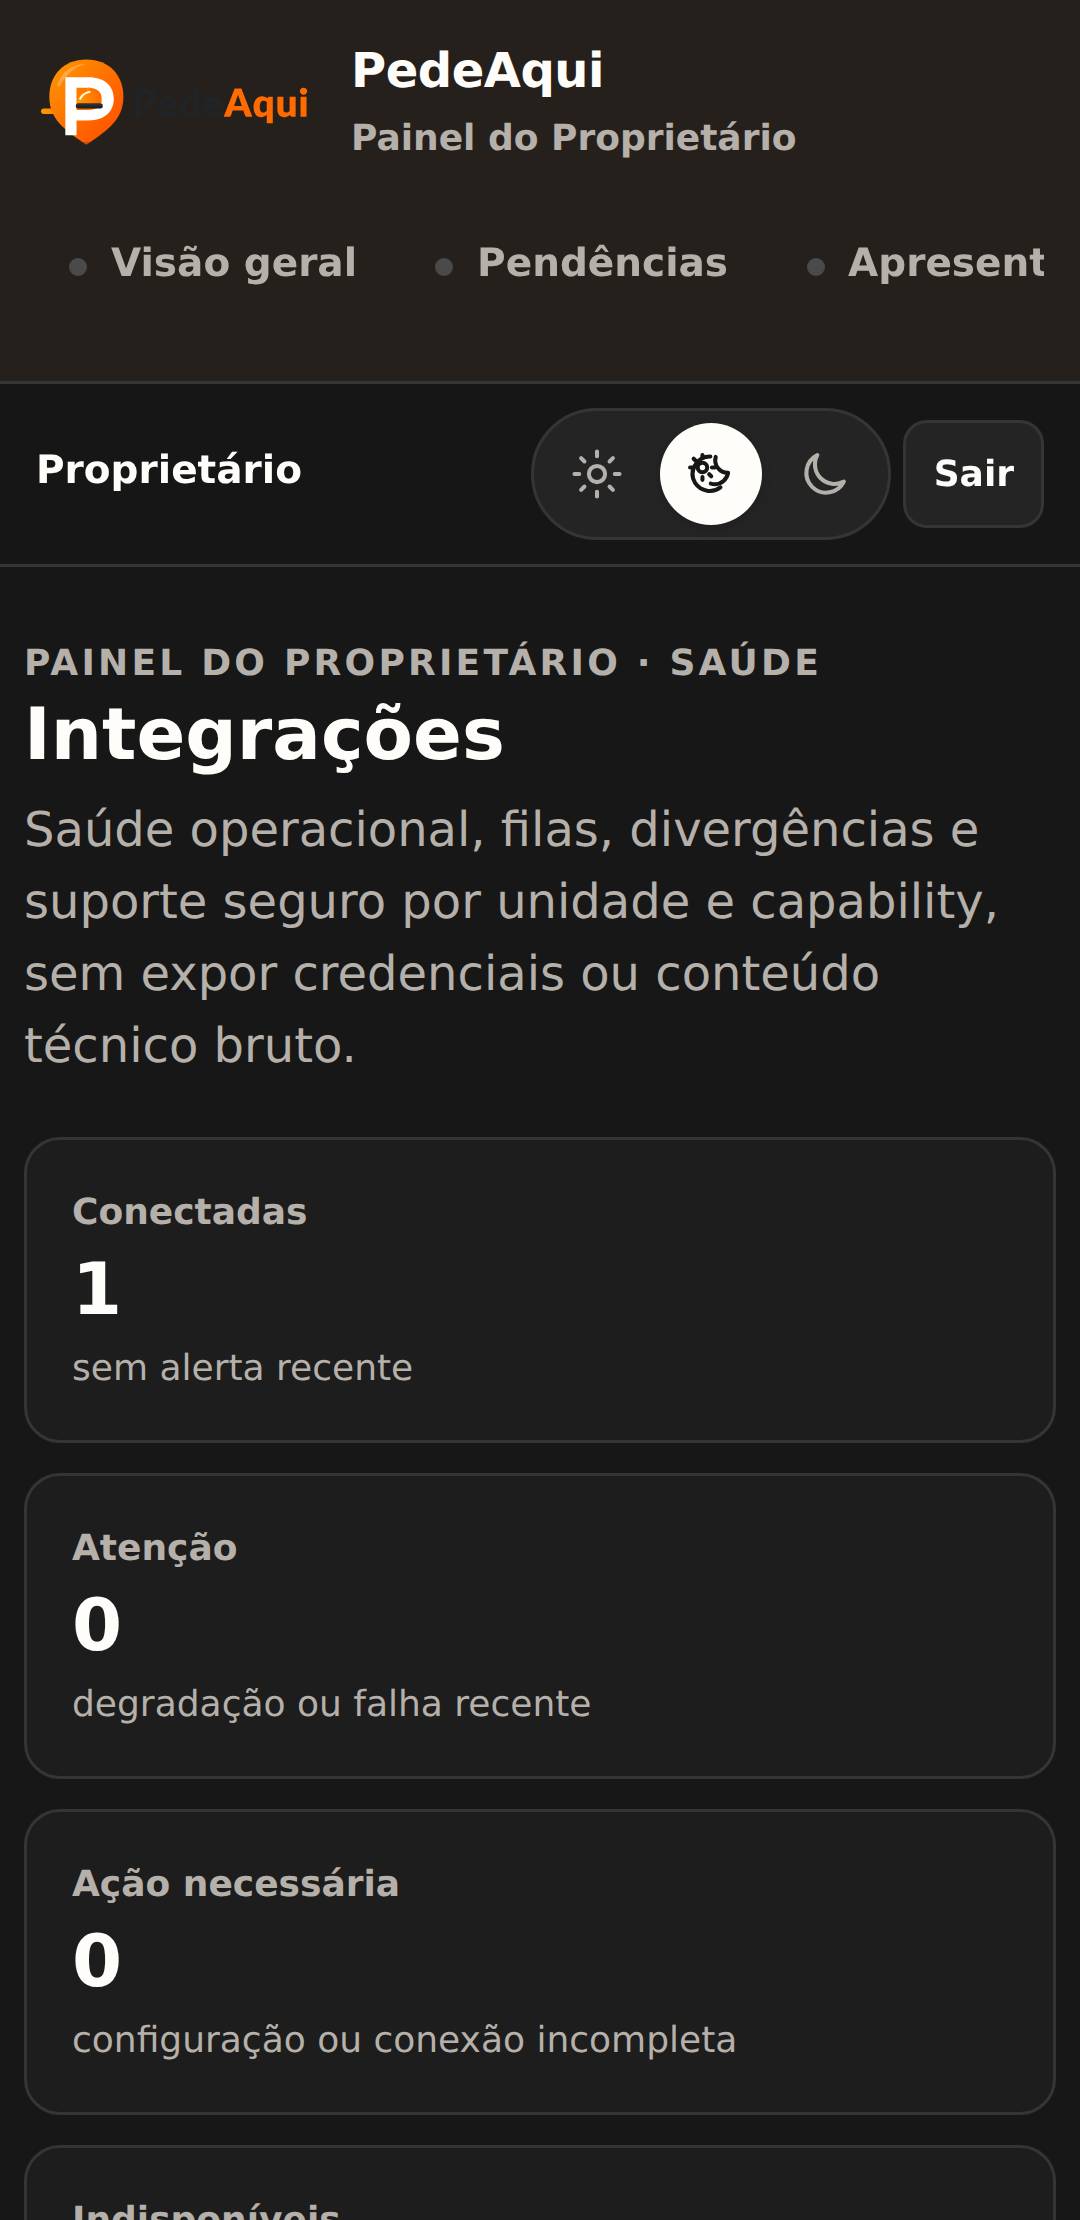 PedeAqui
PedeAqui
Painel do Proprietário
Visão geral
Pendências
Apresent
Proprietário
Sair
PAINEL DO PROPRIETÁRIO · SAÚDE
Integrações
Saúde operacional, filas, divergências e
suporte seguro por unidade e capability,
sem expor credenciais ou conteúdo
técnico bruto.
Conectadas
1
sem alerta recente
Atenção
0
degradação ou falha recente
Ação necessária
0
configuração ou conexão incompleta
Indisponíveis